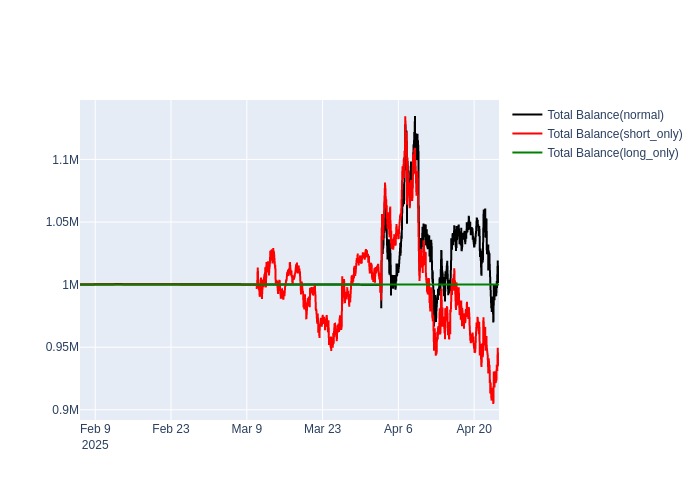 Total Balance(normal)
Total Balance(short_only)
Total Balance(long_only)
1.1M
1.05M
1M
0.95M
0.9M
Feb 9
2025
Feb 23
Mar 9
Mar 23
Apr 6
Apr 20